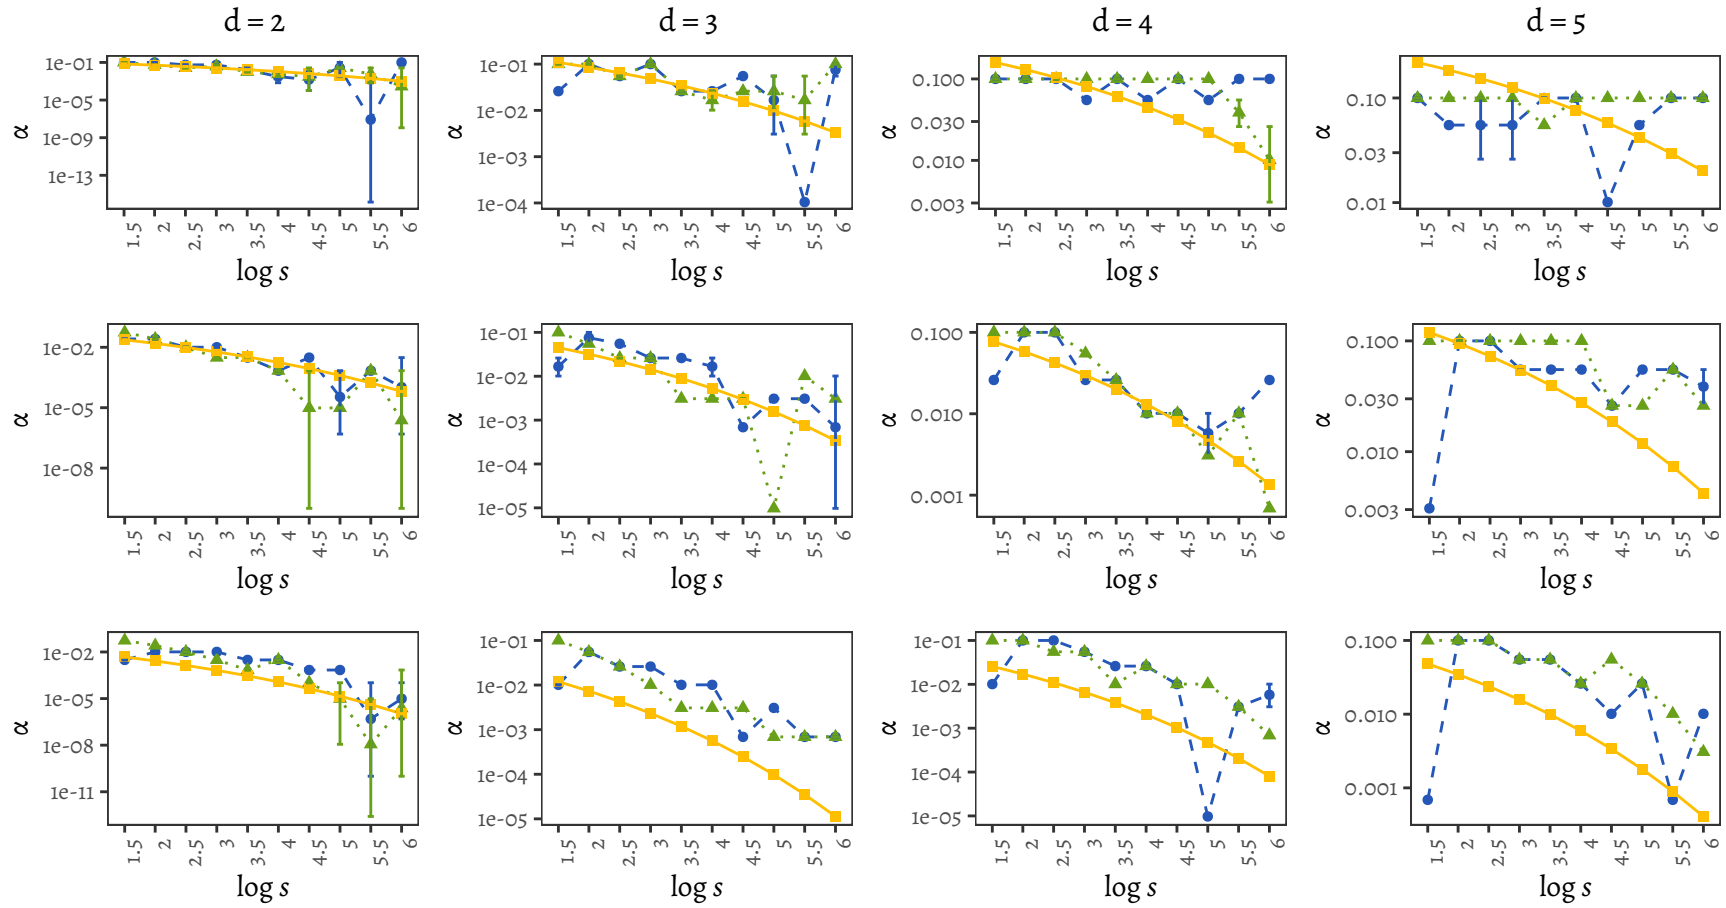 d = 2 d = 3 d = 4 d = 5
1e-01 1e-05 1e-09 1e-13
α
1.5 2 2.5 3 3.5 4 4.5 5 5.5 6
log s
1e-01 1e-02 1e-03 1e-04
α
1.5 2 2.5 3 3.5 4 4.5 5 5.5 6
log s
0.100 0.030 0.010 0.003
α
1.5 2 2.5 3 3.5 4 4.5 5 5.5 6
log s
0.10 0.03 0.01
α
1.5 2 2.5 3 3.5 4 4.5 5 5.5 6
log s
1e-02 1e-05 1e-08
α
1.5 2 2.5 3 3.5 4 4.5 5 5.5 6
log s
1e-01 1e-02 1e-03 1e-04 1e-05
α
1.5 2 2.5 3 3.5 4 4.5 5 5.5 6
log s
0.100 0.010 0.001
α
1.5 2 2.5 3 3.5 4 4.5 5 5.5 6
log s
0.100 0.030 0.010 0.003
α
1.5 2 2.5 3 3.5 4 4.5 5 5.5 6
log s
1e-02 1e-05 1e-08 1e-11
α
1.5 2 2.5 3 3.5 4 4.5 5 5.5 6
log s
1e-01 1e-02 1e-03 1e-04 1e-05
α
1.5 2 2.5 3 3.5 4 4.5 5 5.5 6
log s
1e-01 1e-02 1e-03 1e-04 1e-05
α
1.5 2 2.5 3 3.5 4 4.5 5 5.5 6
log s
0.100 0.010 0.001
α
1.5 2 2.5 3 3.5 4 4.5 5 5.5 6
log s